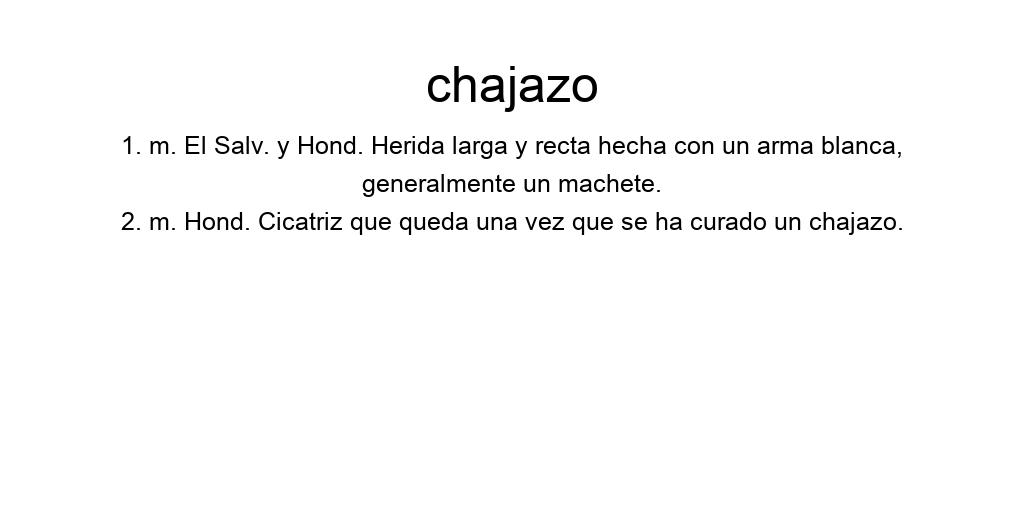 chajazo
1. m. El Salv. y Hond. Herida larga y recta hecha con un arma blanca,
generalmente un machete.
2. m. Hond. Cicatriz que queda una vez que se ha curado un chajazo.